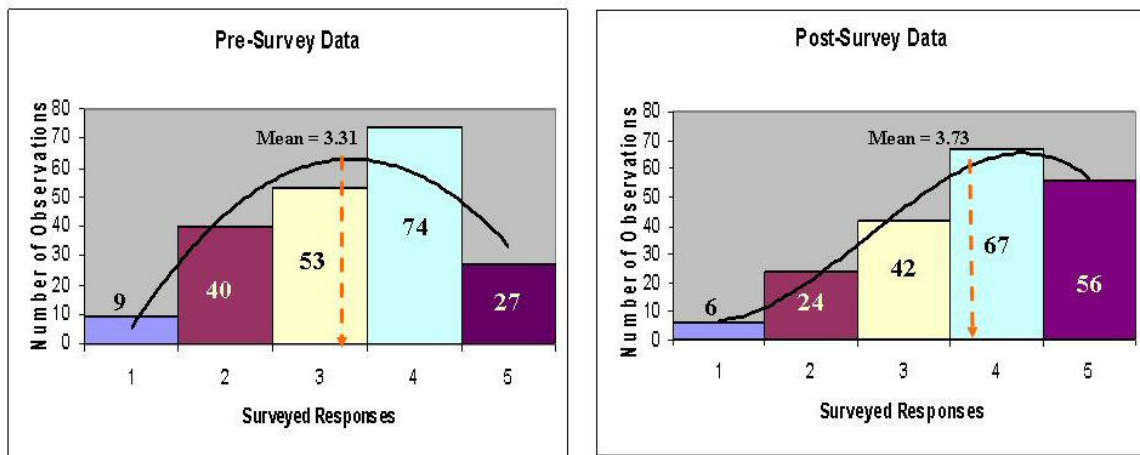 Pre-Survey Data
Number of Observations
80
70
60
50
40
30
20
10
0
Mean = 3.31
9
40
53
74
27
1 2 3 4 5
Surveyed Responses
Post-Survey Data
Number of Observations
80
70
60
50
40
30
20
10
0
Mean = 3.73
6
24
42
67
56
1 2 3 4 5
Surveyed Responses